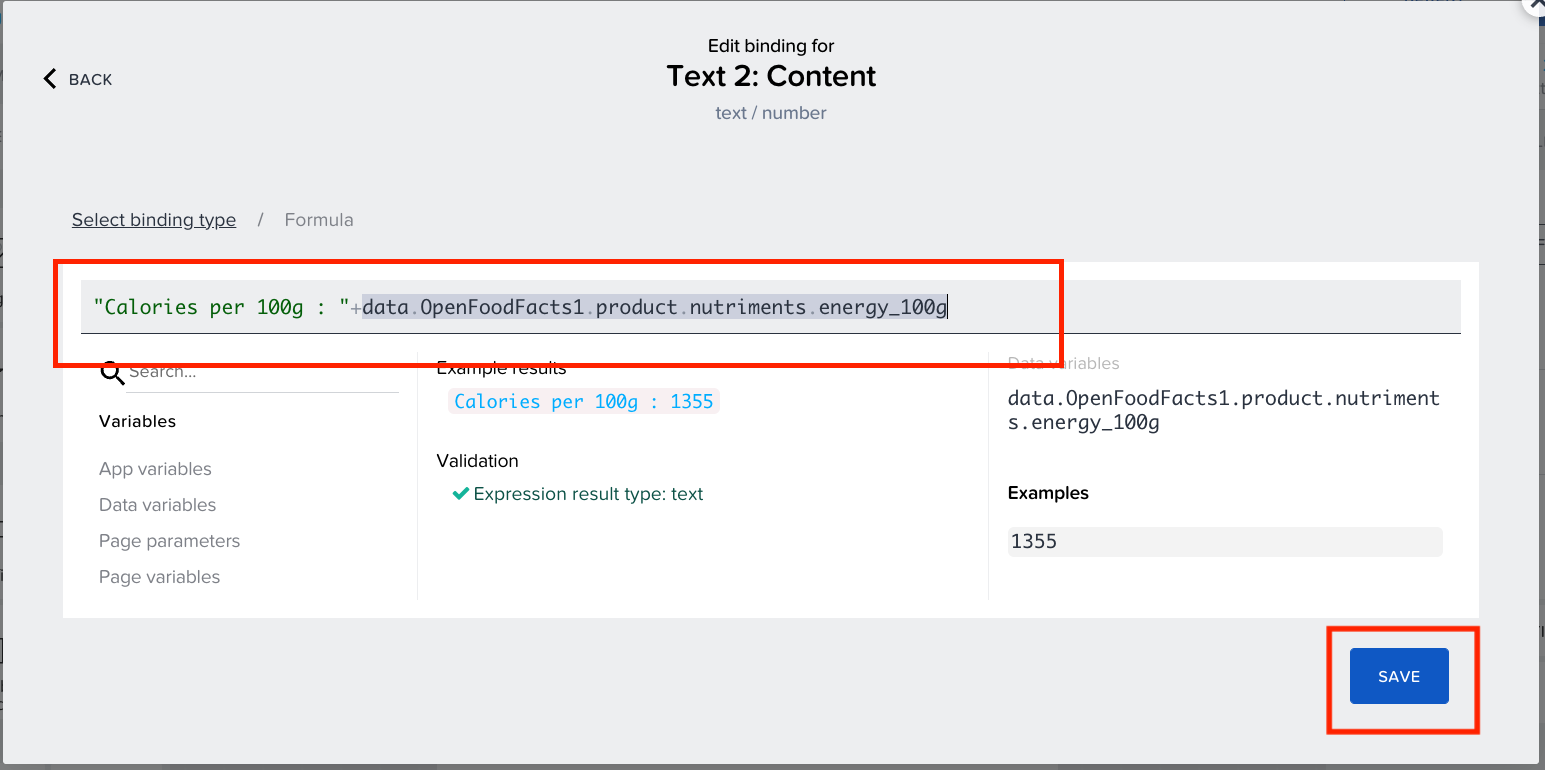 Edit binding for
BACK
Text 2: Content
text / number
Select binding type / Formula
"Calories per 100g : "+data.OpenFoodFacts1.product.nutriments.energy_100g
Search...
Variables
App variables
Data variables
Page parameters
Page variables
Example results
Calories per 100g : 1355
Validation
Expression result type: text
Data variables
data.OpenFoodFacts1.product.nutriment
s.energy_100g
Examples
1355
SAVE